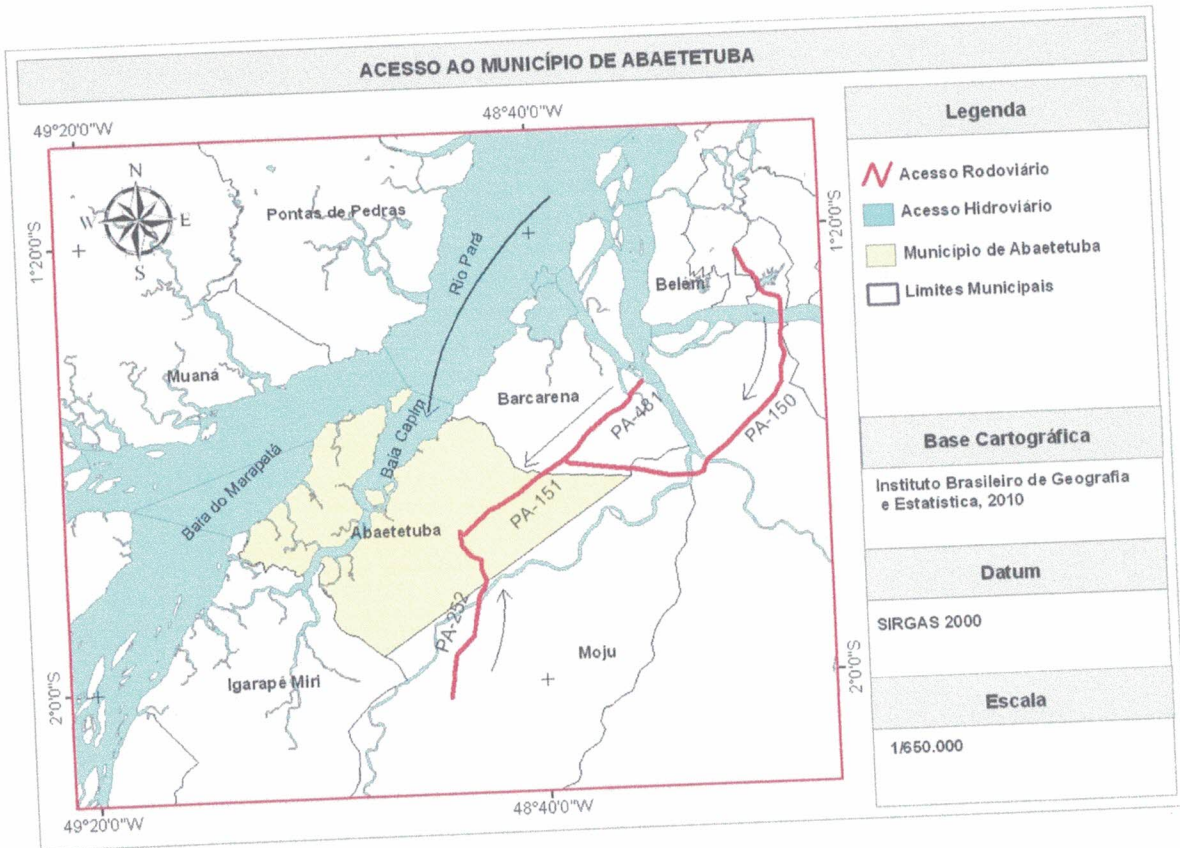 ACESSO AO MUNICÍPIO DE ABAETETUBA
49°20'0"W
48°40'0"W
N
W
E
S
1°20'0"S
1°20'0"S
Pontas de Pedras
Rio Pará
Belém
Muaná
Barcarena
PA-481
PA-150
Baía Capim
Baía do Marapatá
PA-151
Abaetetuba
PA-252
Moju
Igarapé Miri
2°0'0"S
2°0'0"S
49°20'0"W
48°40'0"W
Legenda
Acesso Rodoviário
Acesso Hidroviário
Município de Abaetetuba
Limites Municipais
Base Cartográfica
Instituto Brasileiro de Geografia
e Estatística, 2010
Datum
SIRGAS 2000
Escala
1/650.000